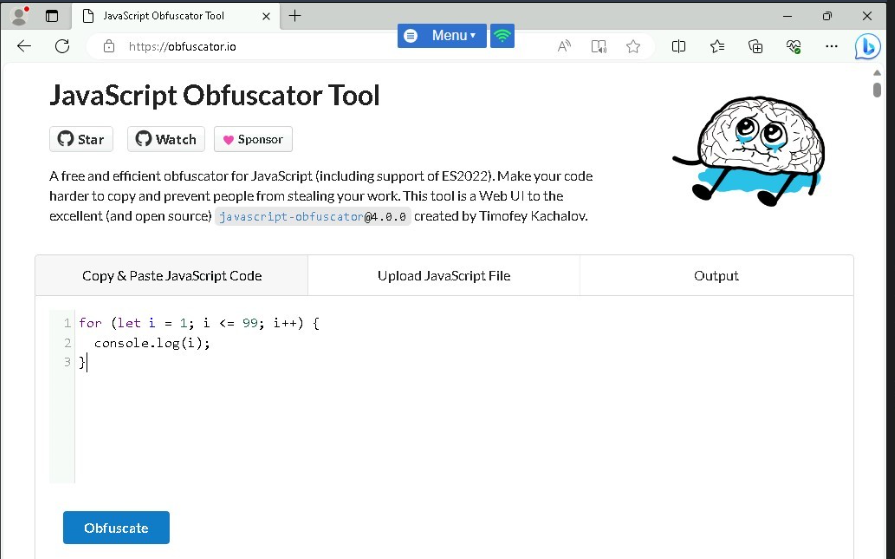 JavaScript Obfuscator Tool
https://obfuscator.io
Menu
JavaScript Obfuscator Tool
Star
Watch
Sponsor
A free and efficient obfuscator for JavaScript (including support of ES2022). Make your code
harder to copy and prevent people from stealing your work. This tool is a Web UI to the
excellent (and open source) javascript-obfuscator@4.0.0 created by Timofey Kachalov.
Copy & Paste JavaScript Code
Upload JavaScript File
Output
1 for (let i = 1; i <= 99; i++) {
2   console.log(i);
3 }
Obfuscate